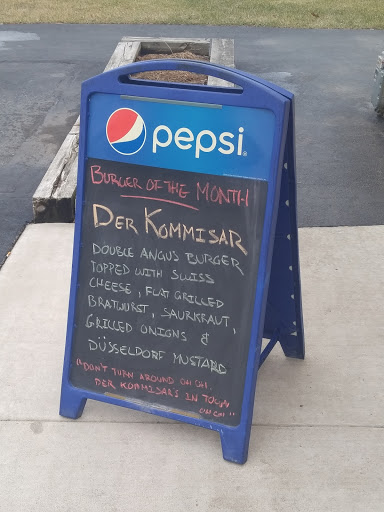 pepsi
BURGER OF THE MONTH
DER KOMMISAR
DOUBLE ANGUS BURGER
TOPPED WITH SWISS
CHEESE, FLAT GRILLED
BRATWURST, SAURKRAUT,
GRILLED ONIONS &
DÜSSELDORF MUSTARD
"DON'T TURN AROUND OH OH.
DER KOMMISAR'S IN TOWN
OH OH"